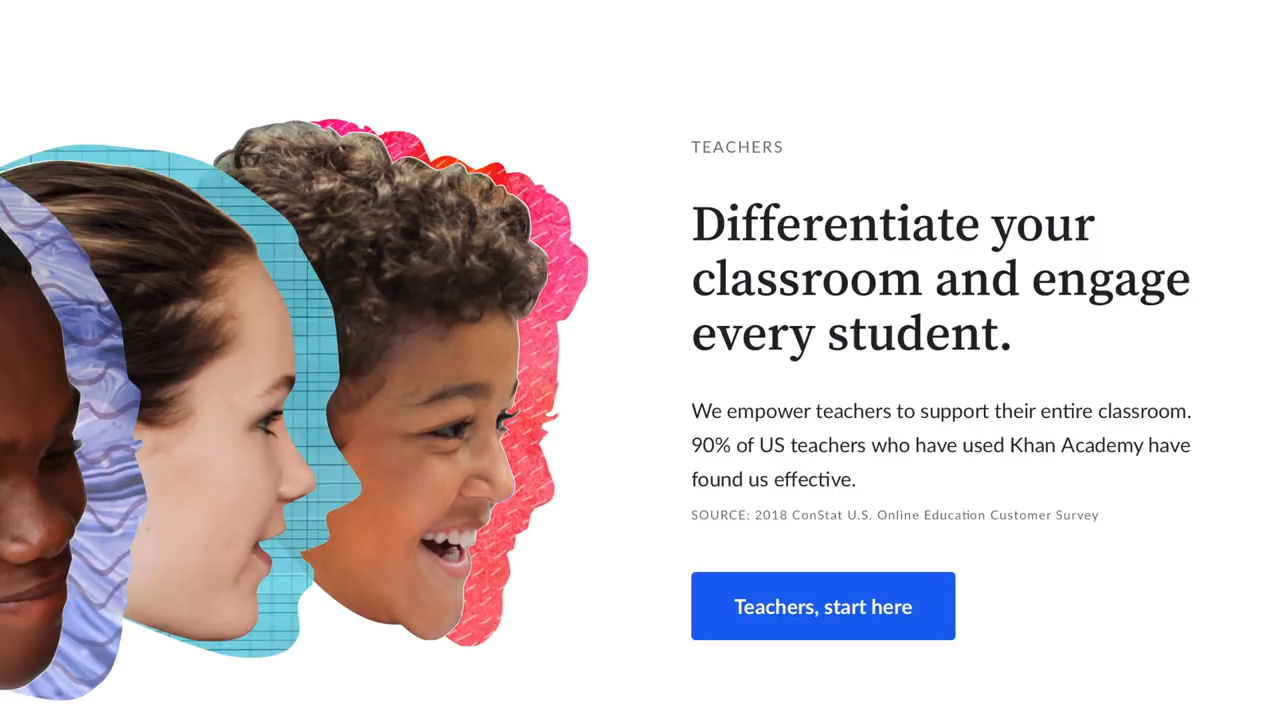 TEACHERS
Differentiate your
classroom and engage
every student.
We empower teachers to support their entire classroom.
90% of US teachers who have used Khan Academy have
found us effective.
SOURCE: 2018 ConStat U.S. Online Education Customer Survey
Teachers, start here